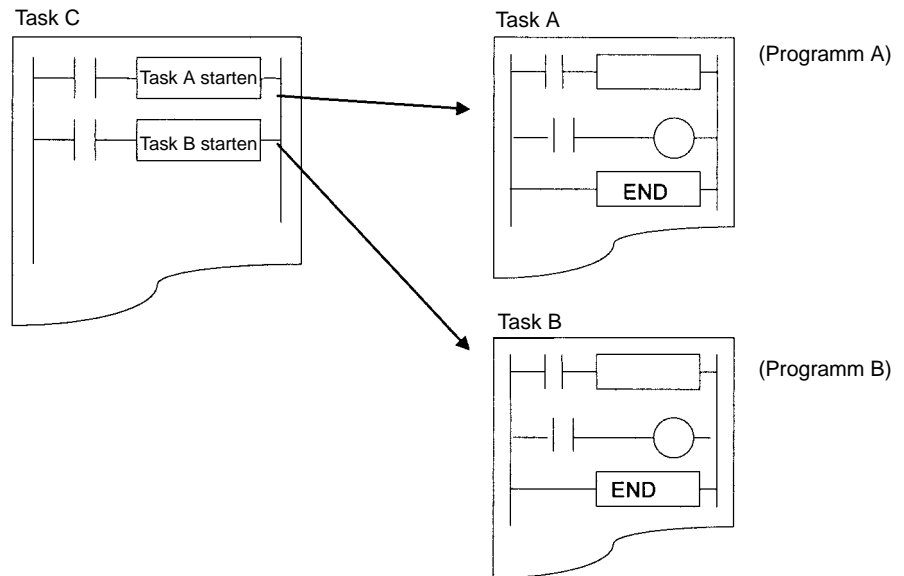 Task C
Task A starten
Task B starten
Task A
(Programm A)
END
Task B
(Programm B)
END